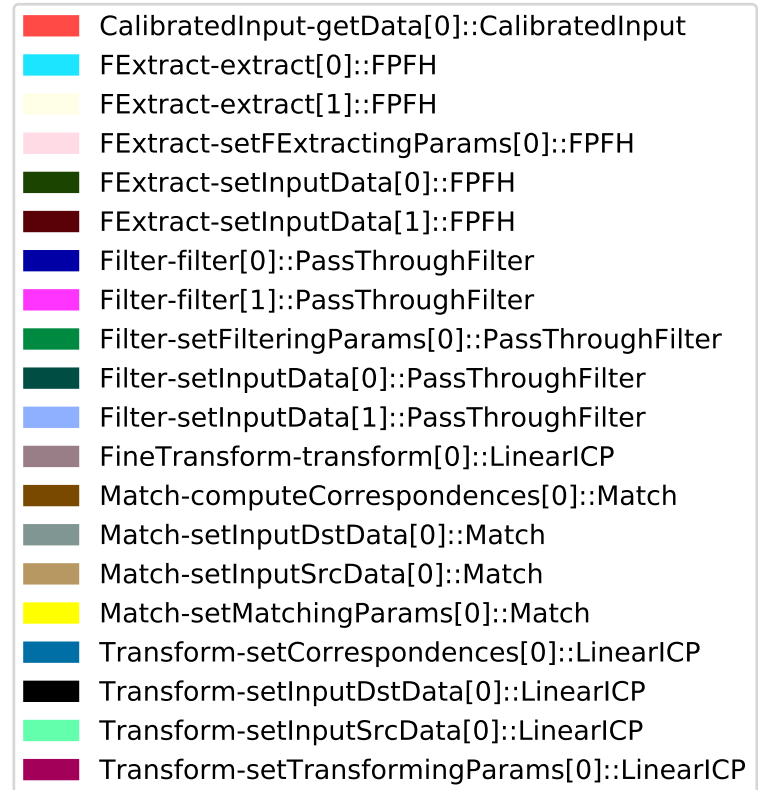 CalibratedInput-getData[0]::CalibratedInput
FExtract-extract[0]::FPFH
FExtract-extract[1]::FPFH
FExtract-setFExtractingParams[0]::FPFH
FExtract-setInputData[0]::FPFH
FExtract-setInputData[1]::FPFH
Filter-filter[0]::PassThroughFilter
Filter-filter[1]::PassThroughFilter
Filter-setFilteringParams[0]::PassThroughFilter
Filter-setInputData[0]::PassThroughFilter
Filter-setInputData[1]::PassThroughFilter
FineTransform-transform[0]::LinearICP
Match-computeCorrespondences[0]::Match
Match-setInputDstData[0]::Match
Match-setInputSrcData[0]::Match
Match-setMatchingParams[0]::Match
Transform-setCorrespondences[0]::LinearICP
Transform-setInputDstData[0]::LinearICP
Transform-setInputSrcData[0]::LinearICP
Transform-setTransformingParams[0]::LinearICP